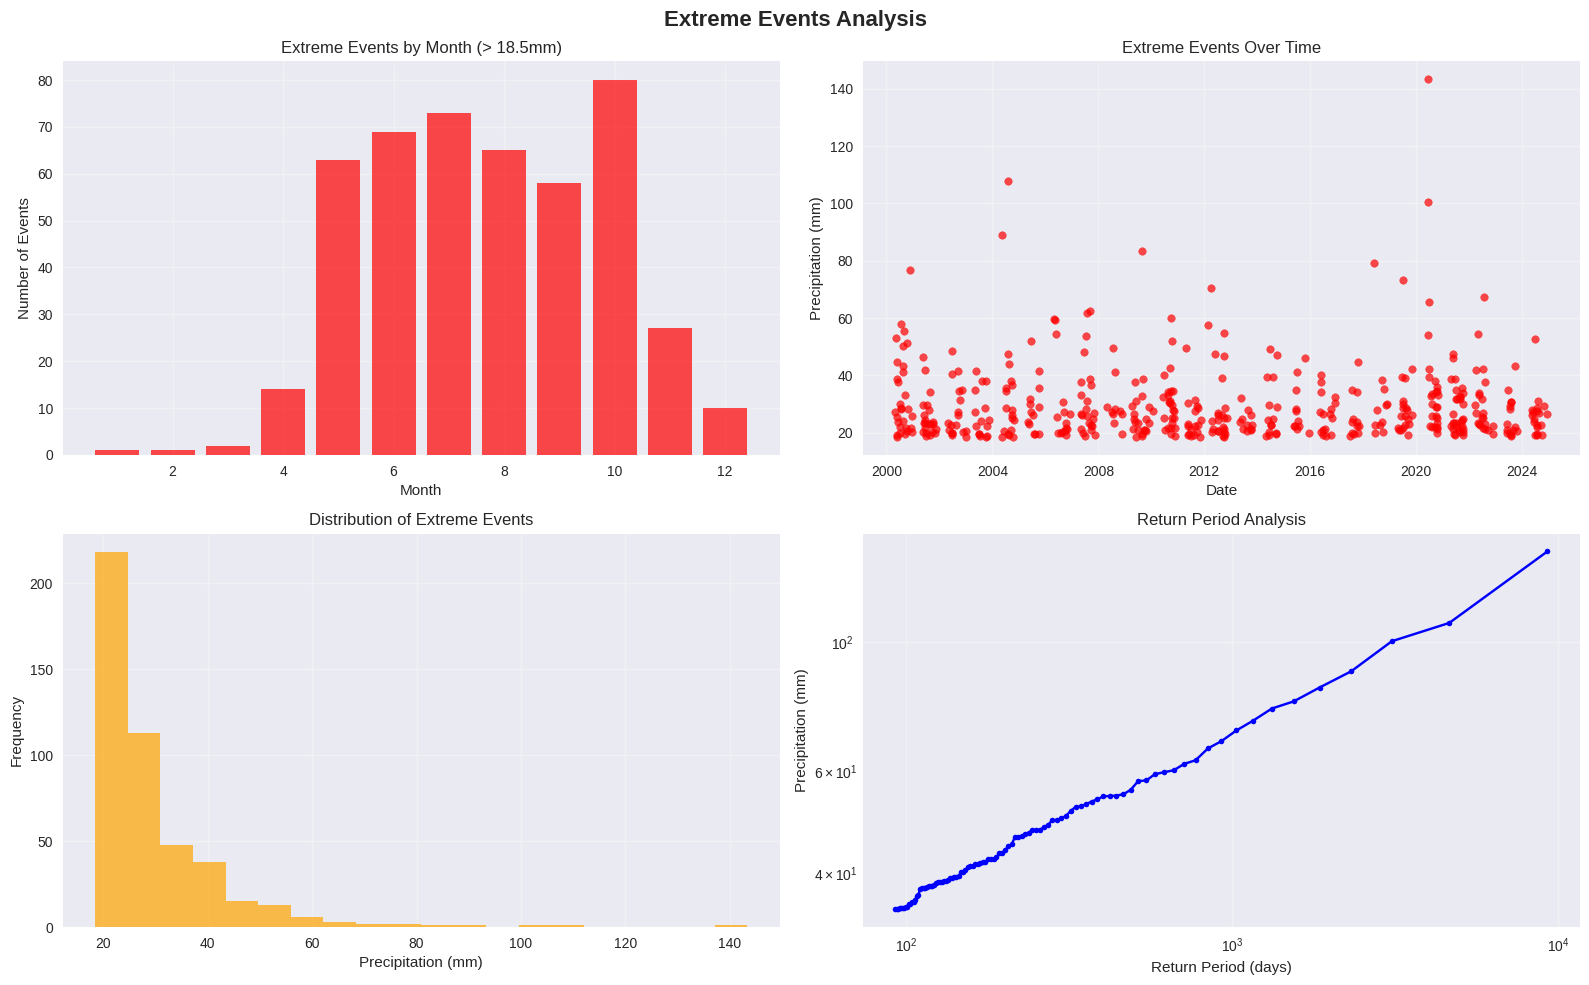 Extreme Events Analysis
Extreme Events by Month (> 18.5mm)
Number of Events
80
70
60
50
40
30
20
10
0
2 4 6 8 10 12
Month
Extreme Events Over Time
Precipitation (mm)
140
120
100
80
60
40
20
2000 2004 2008 2012 2016 2020 2024
Date
Distribution of Extreme Events
Frequency
200
150
100
50
0
20 40 60 80 100 120 140
Precipitation (mm)
Return Period Analysis
Precipitation (mm)
10²
6 × 10¹
4 × 10¹
10² 10³ 10⁴
Return Period (days)